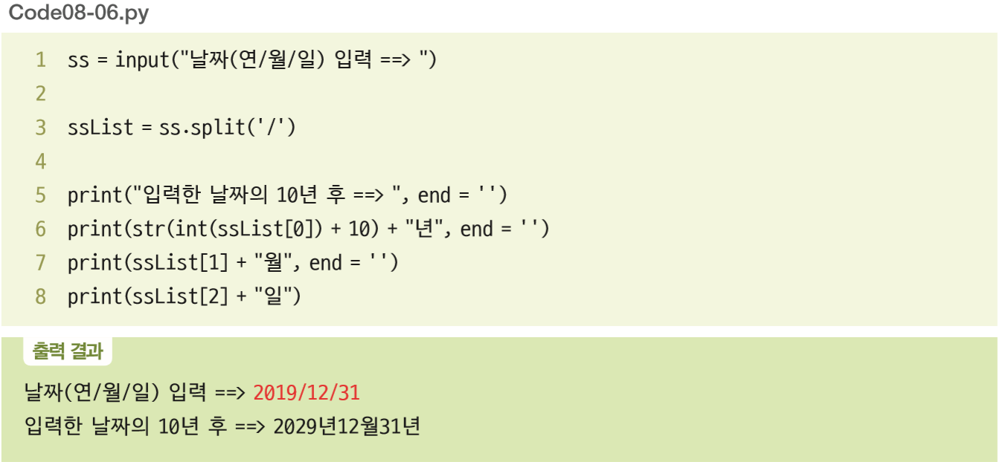 Code08-06.py
1 ss = input("날짜(연/월/일) 입력 ==> ")
2
3 ssList = ss.split('/')
4
5 print("입력한 날짜의 10년 후 ==> ", end = '')
6 print(str(int(ssList[0]) + 10) + "년", end = '')
7 print(ssList[1] + "월", end = '')
8 print(ssList[2] + "일")
출력 결과
날짜(연/월/일) 입력 ==> 2019/12/31
입력한 날짜의 10년 후 ==> 2029년12월31년